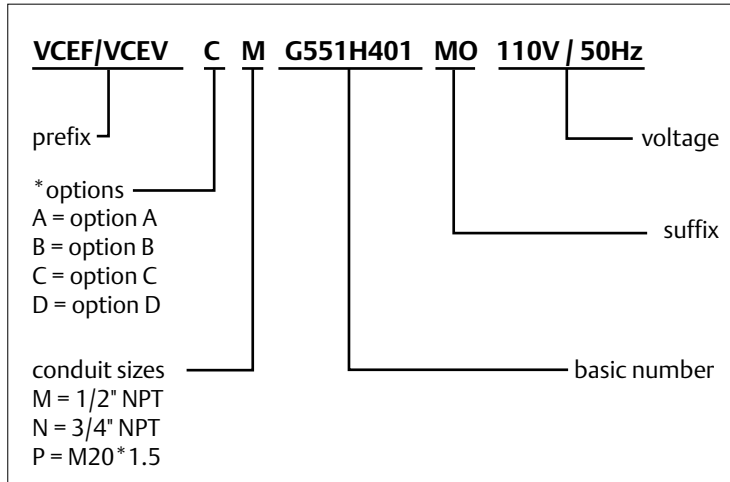 VCEF/VCEV C M G551H401 MO 110V / 50Hz
prefix
voltage
*options
A = option A
B = option B
C = option C
D = option D
suffix
conduit sizes
M = 1/2" NPT
N = 3/4" NPT
P = M20*1.5
basic number